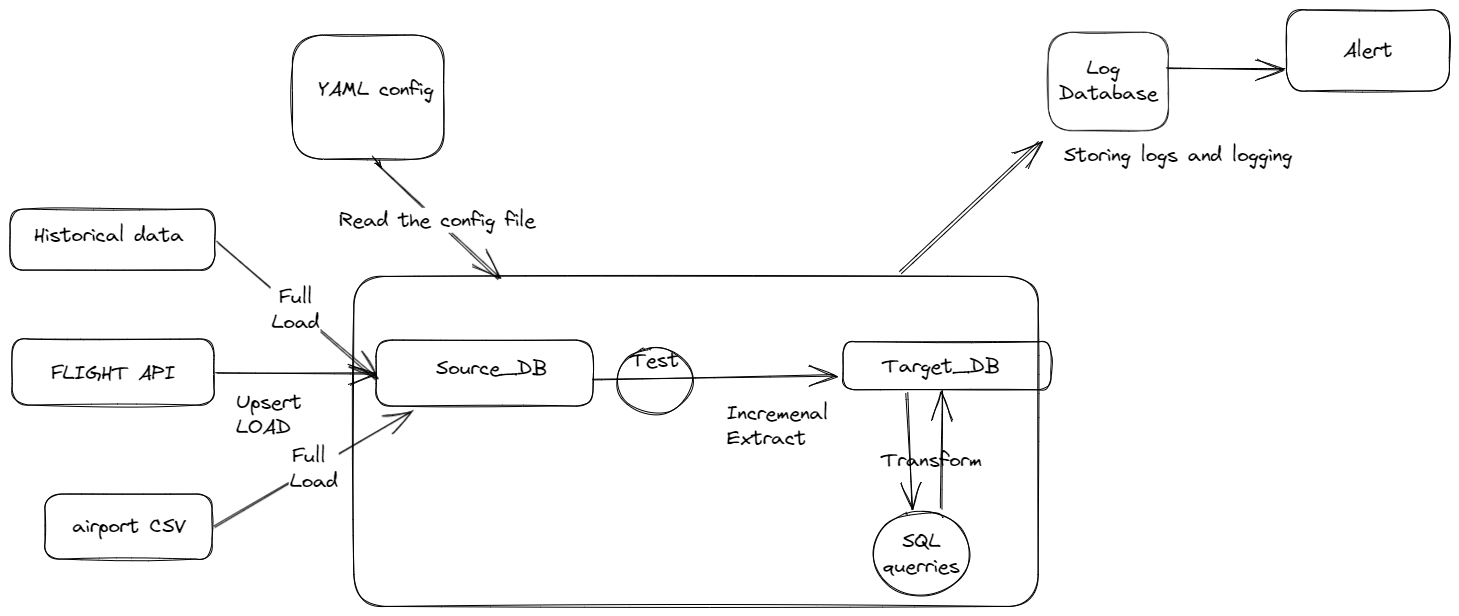 YAML config
Log
Database
Alert
Storing logs and logging
Read the config file
Historical data
Full
Load
FLIGHT API
Upsert
LOAD
Source_DB
Test
Incremenal
Extract
Target_DB
Full
Load
Transform
airport CSV
SQL
querries